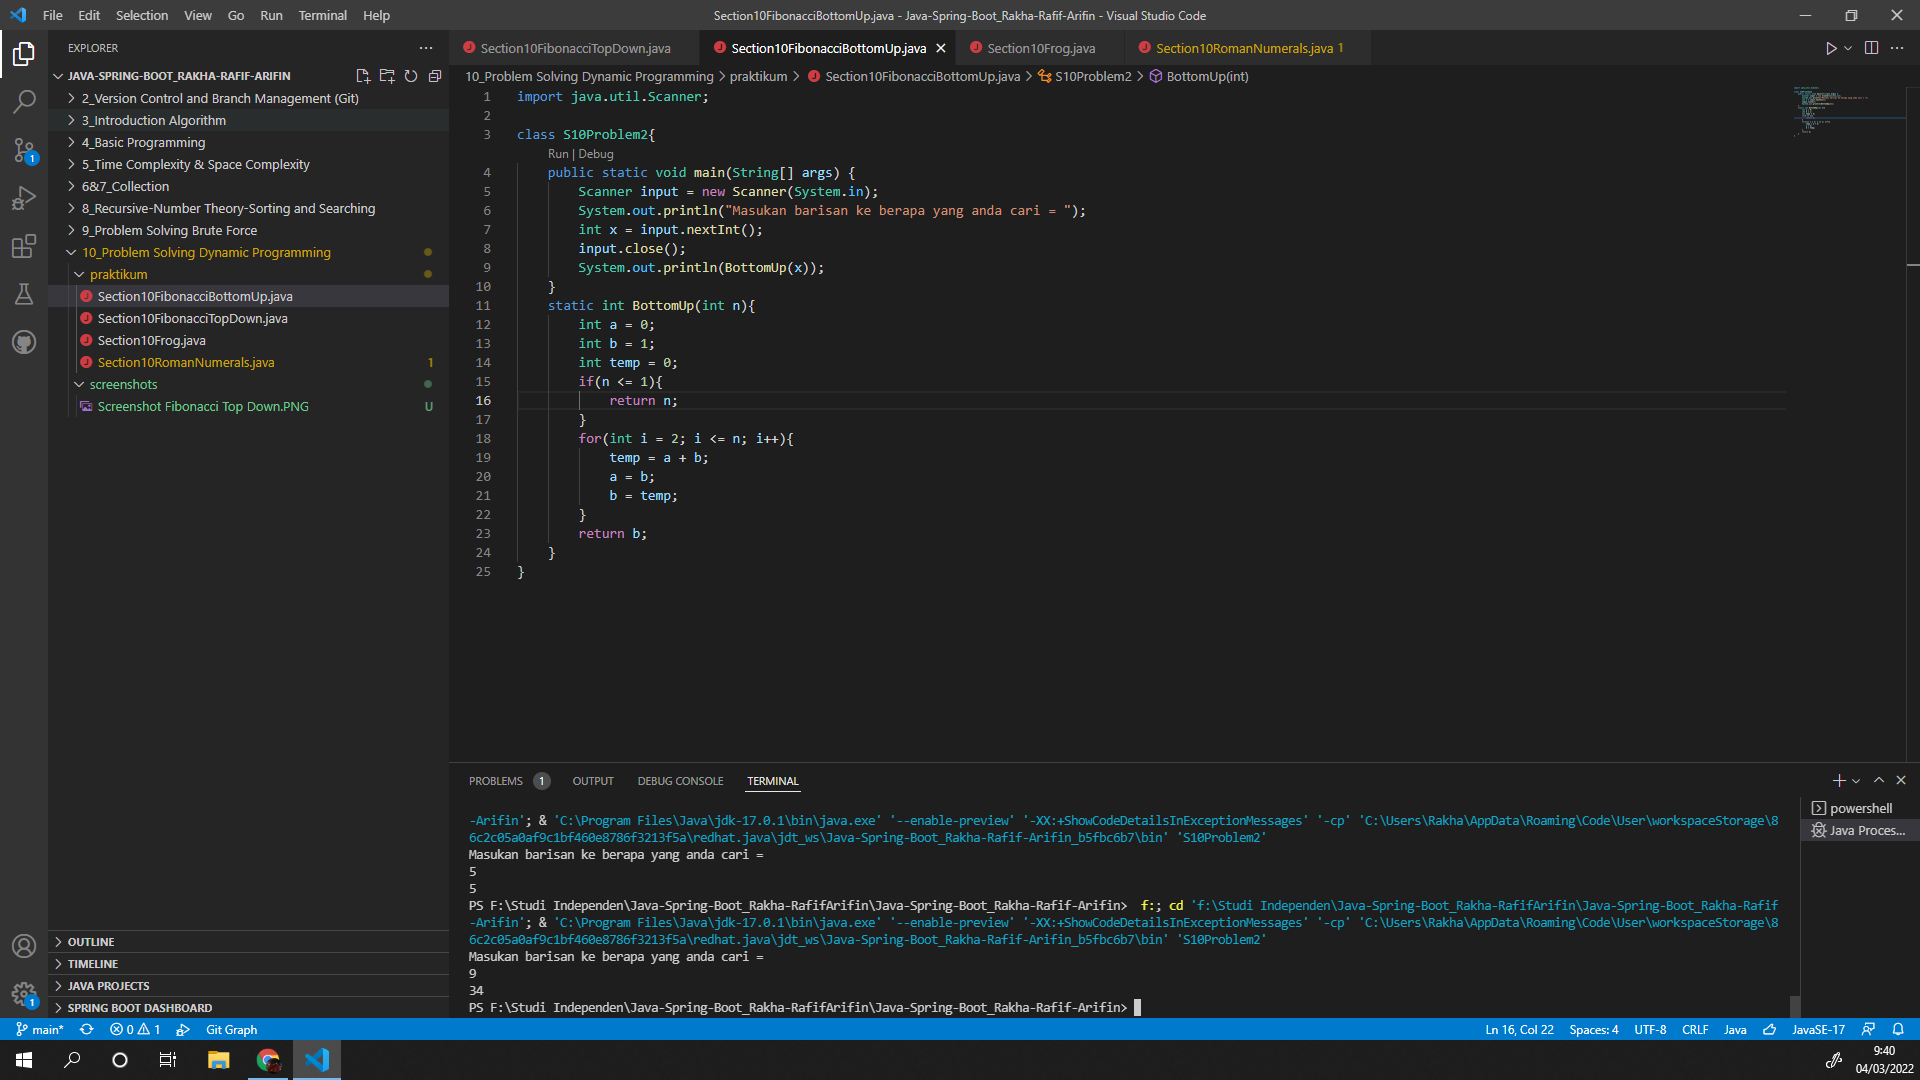 File Edit Selection View Go Run Terminal Help
Section10FibonacciBottomUp.java - Java-Spring-Boot_Rakha-Rafif-Arifin - Visual Studio Code
EXPLORER
JAVA-SPRING-BOOT_RAKHA-RAFIF-ARIFIN
2_Version Control and Branch Management (Git)
3_Introduction Algorithm
4_Basic Programming
5_Time Complexity & Space Complexity
6&7_Collection
8_Recursive-Number Theory-Sorting and Searching
9_Problem Solving Brute Force
10_Problem Solving Dynamic Programming
praktikum
Section10FibonacciBottomUp.java
Section10FibonacciTopDown.java
Section10Frog.java
Section10RomanNumerals.java 1
screenshots
Screenshot Fibonacci Top Down.PNG U
OUTLINE
TIMELINE
JAVA PROJECTS
SPRING BOOT DASHBOARD
1
1
Section10FibonacciTopDown.java Section10FibonacciBottomUp.java Section10Frog.java Section10RomanNumerals.java 1
10_Problem Solving Dynamic Programming > praktikum > Section10FibonacciBottomUp.java > S10Problem2 > BottomUp(int)
1 import java.util.Scanner;
2
3 class S10Problem2{
Run | Debug
4 public static void main(String[] args) {
5 Scanner input = new Scanner(System.in);
6 System.out.println("Masukan barisan ke berapa yang anda cari = ");
7 int x = input.nextInt();
8 input.close();
9 System.out.println(BottomUp(x));
10 }
11 static int BottomUp(int n){
12 int a = 0;
13 int b = 1;
14 int temp = 0;
15 if(n <= 1){
16 return n;
17 }
18 for(int i = 2; i <= n; i++){
19 temp = a + b;
20 a = b;
21 b = temp;
22 }
23 return b;
24 }
25 }
PROBLEMS 1 OUTPUT DEBUG CONSOLE TERMINAL
-Arifin'; & 'C:\Program Files\Java\jdk-17.0.1\bin\java.exe' '--enable-preview' '-XX:+ShowCodeDetailsInExceptionMessages' '-cp' 'C:\Users\Rakha\AppData\Roaming\Code\User\workspaceStorage\8
6c2c05a0af9c1bf460e8786f3213f5a\redhat.java\jdt_ws\Java-Spring-Boot_Rakha-Rafif-Arifin_b5fbc6b7\bin' 'S10Problem2'
Masukan barisan ke berapa yang anda cari =
5
5
PS F:\Studi Independen\Java-Spring-Boot_Rakha-RafifArifin\Java-Spring-Boot_Rakha-Rafif-Arifin> f:; cd 'f:\Studi Independen\Java-Spring-Boot_Rakha-RafifArifin\Java-Spring-Boot_Rakha-Rafif
-Arifin'; & 'C:\Program Files\Java\jdk-17.0.1\bin\java.exe' '--enable-preview' '-XX:+ShowCodeDetailsInExceptionMessages' '-cp' 'C:\Users\Rakha\AppData\Roaming\Code\User\workspaceStorage\8
6c2c05a0af9c1bf460e8786f3213f5a\redhat.java\jdt_ws\Java-Spring-Boot_Rakha-Rafif-Arifin_b5fbc6b7\bin' 'S10Problem2'
Masukan barisan ke berapa yang anda cari =
9
34
PS F:\Studi Independen\Java-Spring-Boot_Rakha-RafifArifin\Java-Spring-Boot_Rakha-Rafif-Arifin>
powershell
Java Proces...
main* 0 1 Git Graph
Ln 16, Col 22 Spaces: 4 UTF-8 CRLF Java JavaSE-17
9:40
04/03/2022